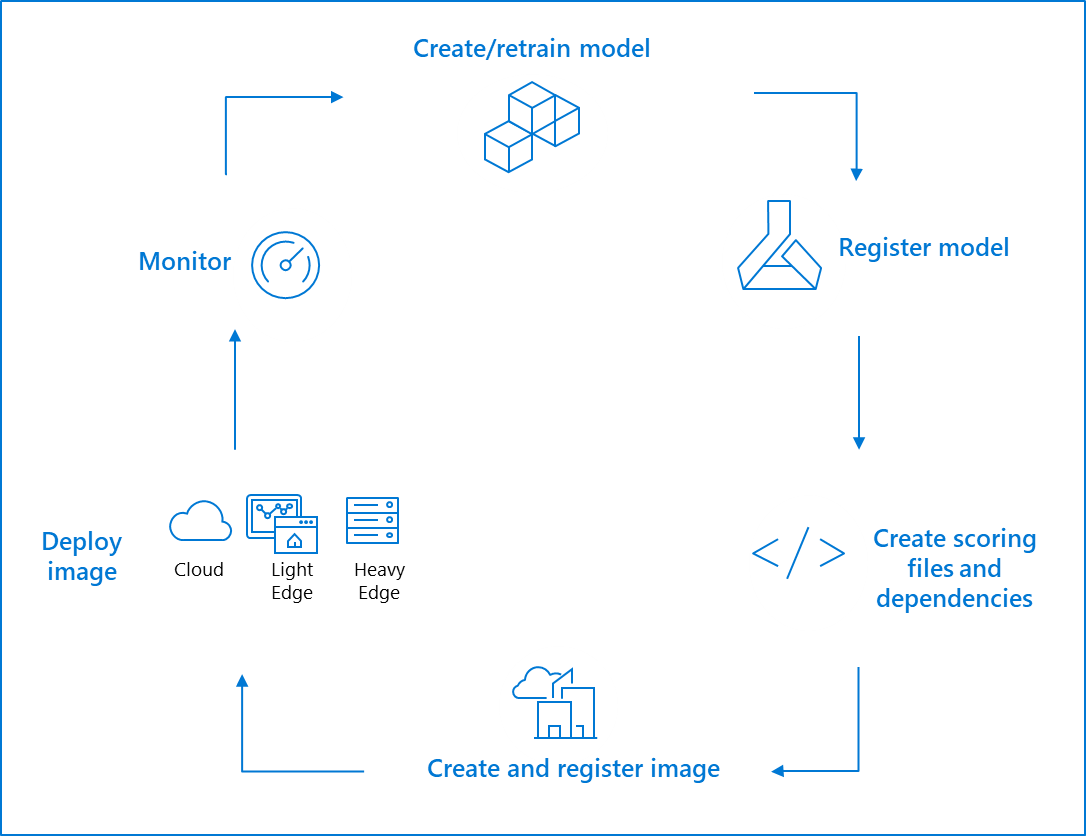 Create/retrain model
Monitor
Register model
Deploy
image
Cloud
Light
Edge
Heavy
Edge
Create scoring
files and
dependencies
Create and register image